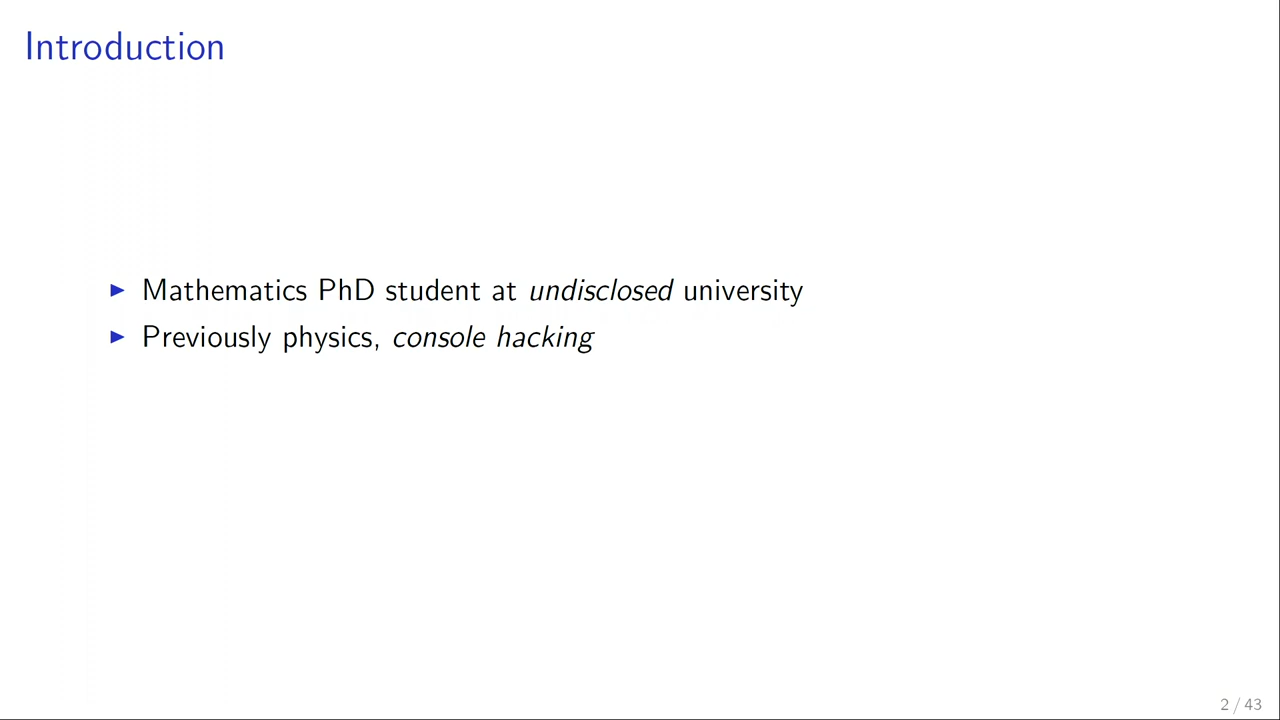 Introduction
▶ Mathematics PhD student at undisclosed university
▶ Previously physics, console hacking
2 / 43